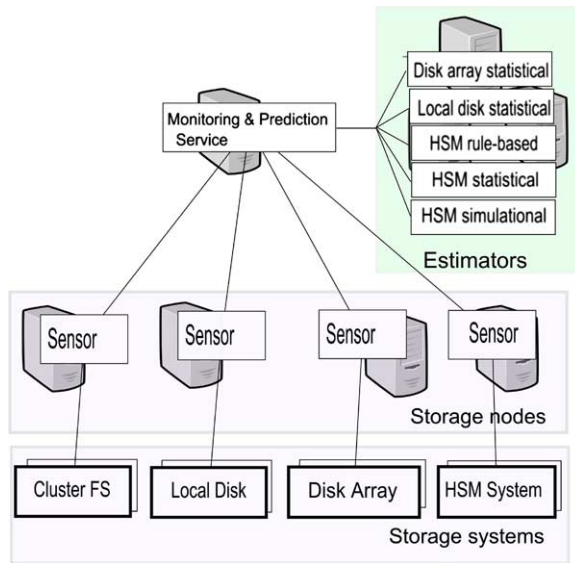 Disk array statistical
Local disk statistical
Monitoring & Prediction
Service
HSM rule-based
HSM statistical
HSM simulational
Estimators
Sensor
Sensor
Sensor
Sensor
Storage nodes
Cluster FS
Local Disk
Disk Array
HSM System
Storage systems